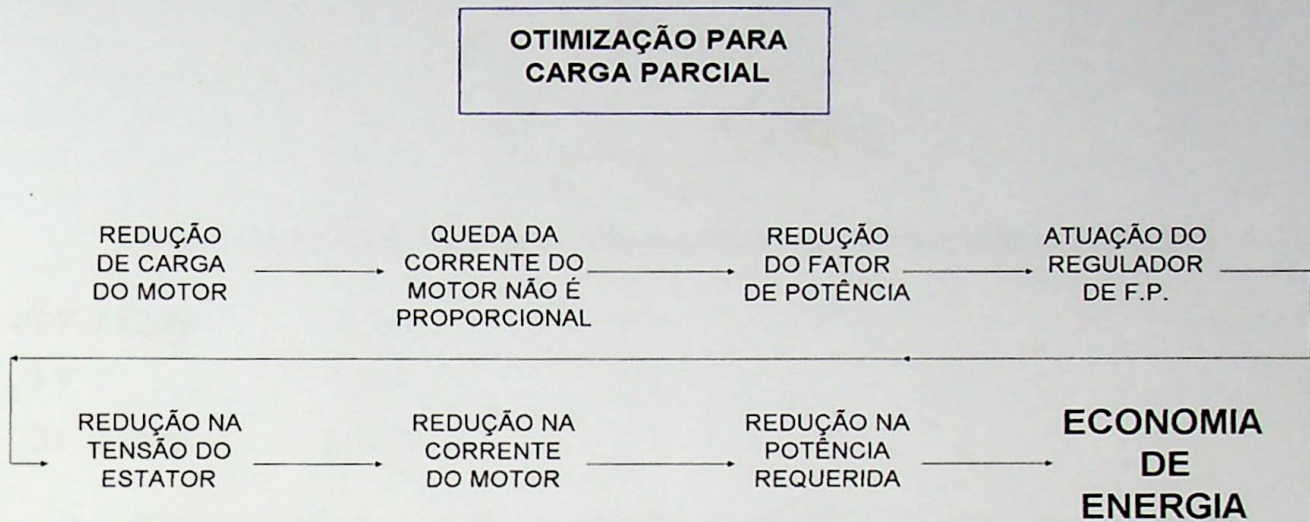 OTIMIZAÇÃO PARA
CARGA PARCIAL
REDUÇÃO
DE CARGA
DO MOTOR
QUEDA DA
CORRENTE DO
MOTOR NÃO É
PROPORCIONAL
REDUÇÃO
DO FATOR
DE POTÊNCIA
ATUAÇÃO DO
REGULADOR
DE F.P.
REDUÇÃO NA
TENSÃO DO
ESTATOR
REDUÇÃO NA
CORRENTE
DO MOTOR
REDUÇÃO NA
POTÊNCIA
REQUERIDA
ECONOMIA
DE
ENERGIA